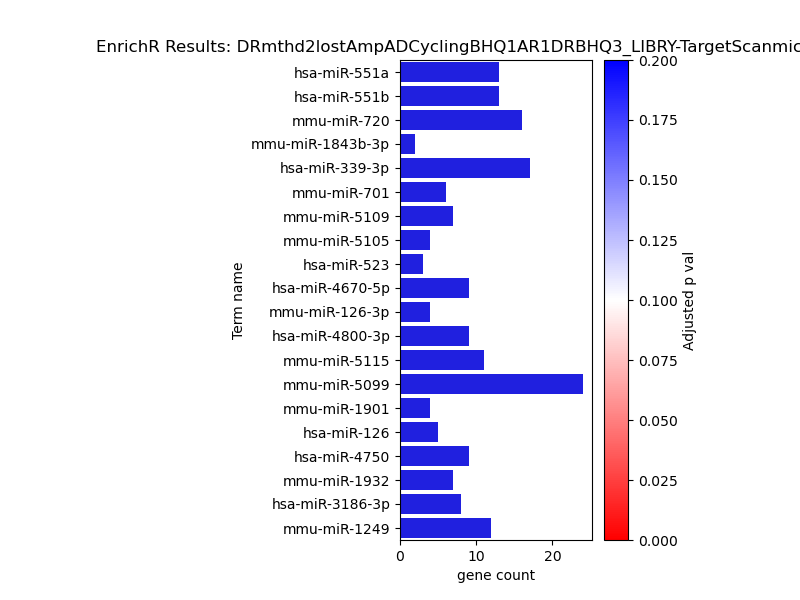 EnrichR Results: DRmthd2lostAmpADCyclingBHQ1AR1DRBHQ3_LIBRY-TargetScanmic
hsa-miR-551a
hsa-miR-551b
mmu-miR-720
mmu-miR-1843b-3p
hsa-miR-339-3p
mmu-miR-701
mmu-miR-5109
mmu-miR-5105
hsa-miR-523
hsa-miR-4670-5p
mmu-miR-126-3p
hsa-miR-4800-3p
mmu-miR-5115
mmu-miR-5099
mmu-miR-1901
hsa-miR-126
hsa-miR-4750
mmu-miR-1932
hsa-miR-3186-3p
mmu-miR-1249
Term name
0 10 20
gene count
0.200
0.175
0.150
0.125
0.100
0.075
0.050
0.025
0.000
Adjusted p val